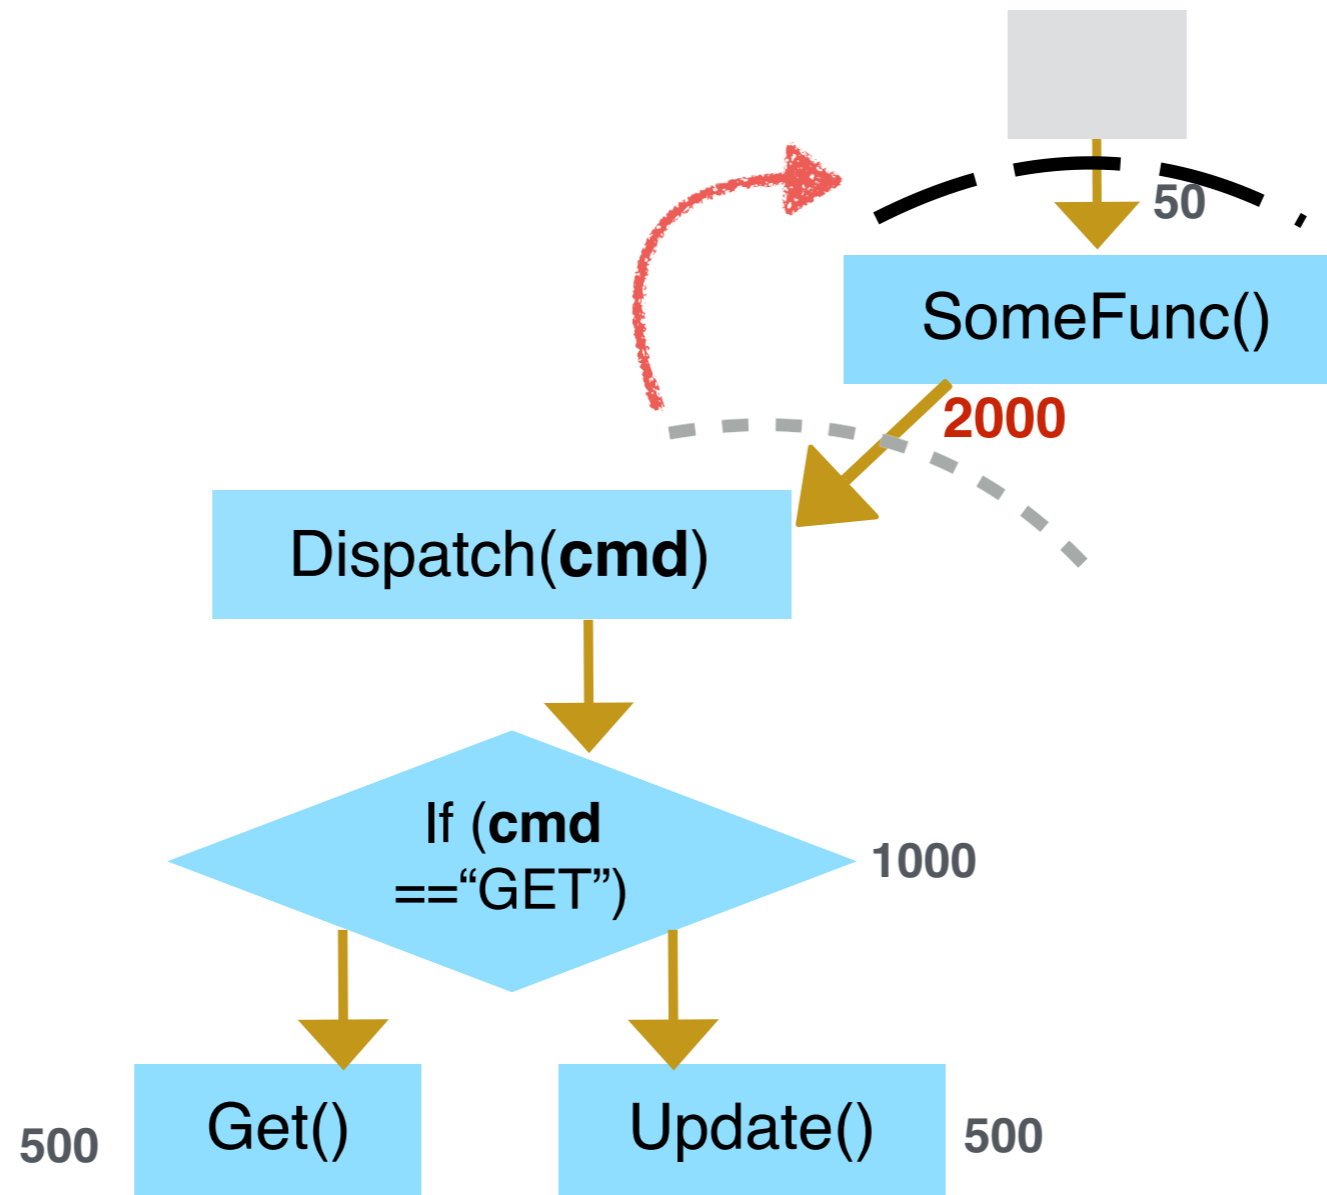 50
SomeFunc()
2000
Dispatch(cmd)
If (cmd
==“GET”)
1000
Get()
Update()
500
500